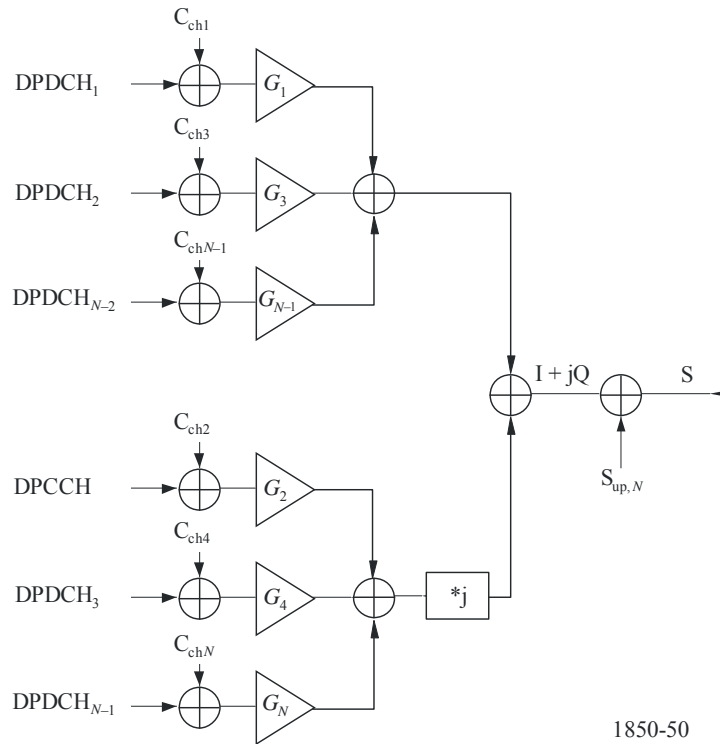 C_ch1
DPDCH_1
G_1
C_ch3
DPDCH_2
G_3
C_chN–1
DPDCH_N–2
G_N–1
I + jQ
S
S_up, N
C_ch2
DPCCH
G_2
C_ch4
DPDCH_3
G_4
*j
C_chN
DPDCH_N–1
G_N
1850-50